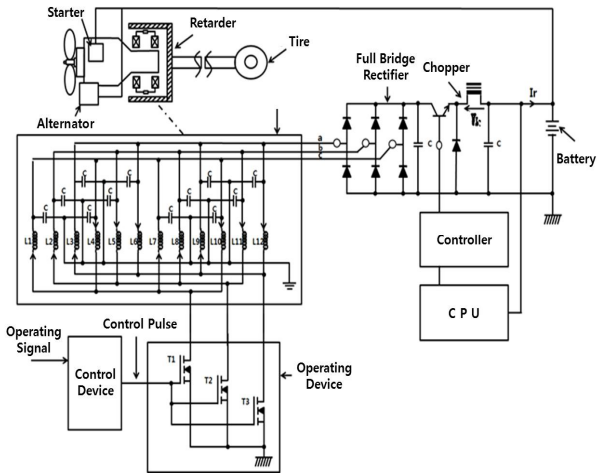 Starter
Retarder
Tire
Alternator
Full Bridge
Rectifier
Chopper
Ir
Battery
a
b
c
C
C
C C
C C
C C
C C
L1 L2 L3 L4 L5 L6 L7 L8 L9 L10 L11 L12
Controller
CPU
Operating
Signal
Control Pulse
Control
Device
T1
T2
T3
Operating
Device